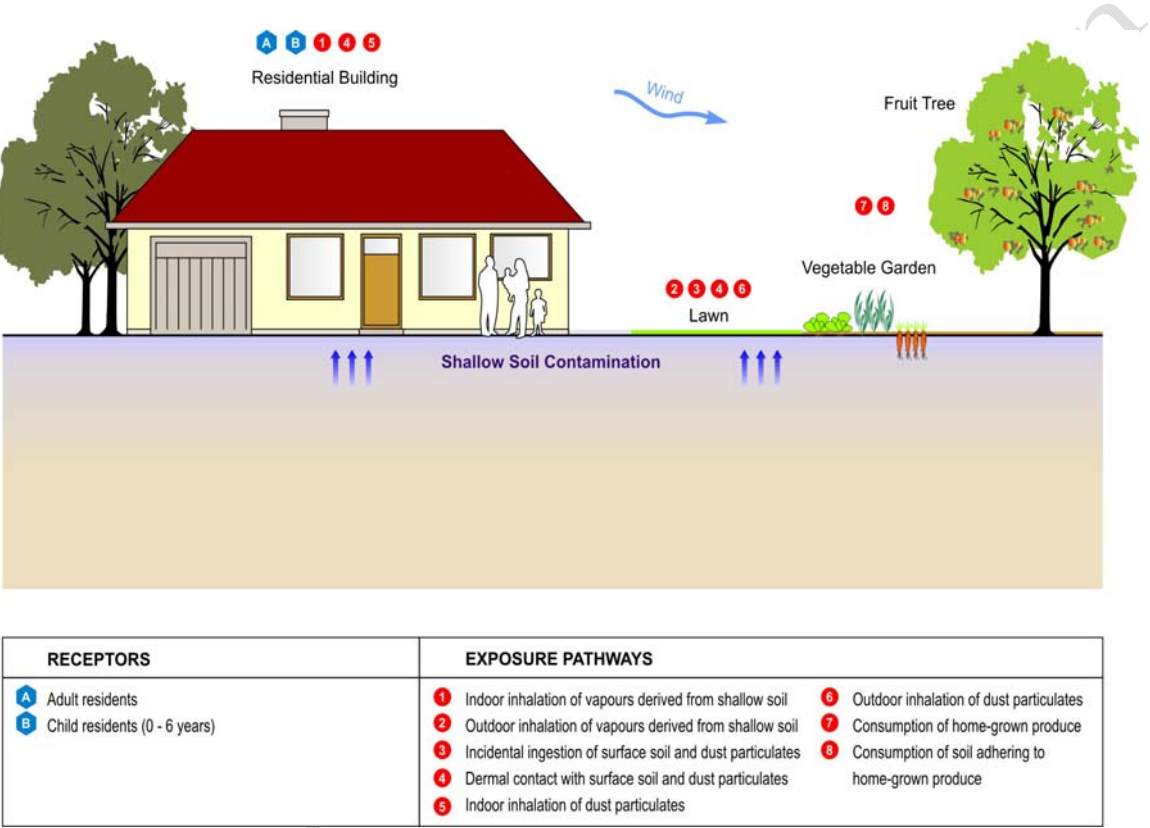 A B 1 4 5
Residential Building
Wind
Fruit Tree
7 8
Vegetable Garden
2 3 4 6
Lawn
Shallow Soil Contamination
RECEPTORS
A Adult residents
B Child residents (0 - 6 years)
EXPOSURE PATHWAYS
1 Indoor inhalation of vapours derived from shallow soil
2 Outdoor inhalation of vapours derived from shallow soil
3 Incidental ingestion of surface soil and dust particulates
4 Dermal contact with surface soil and dust particulates
5 Indoor inhalation of dust particulates
6 Outdoor inhalation of dust particulates
7 Consumption of home-grown produce
8 Consumption of soil adhering to
home-grown produce